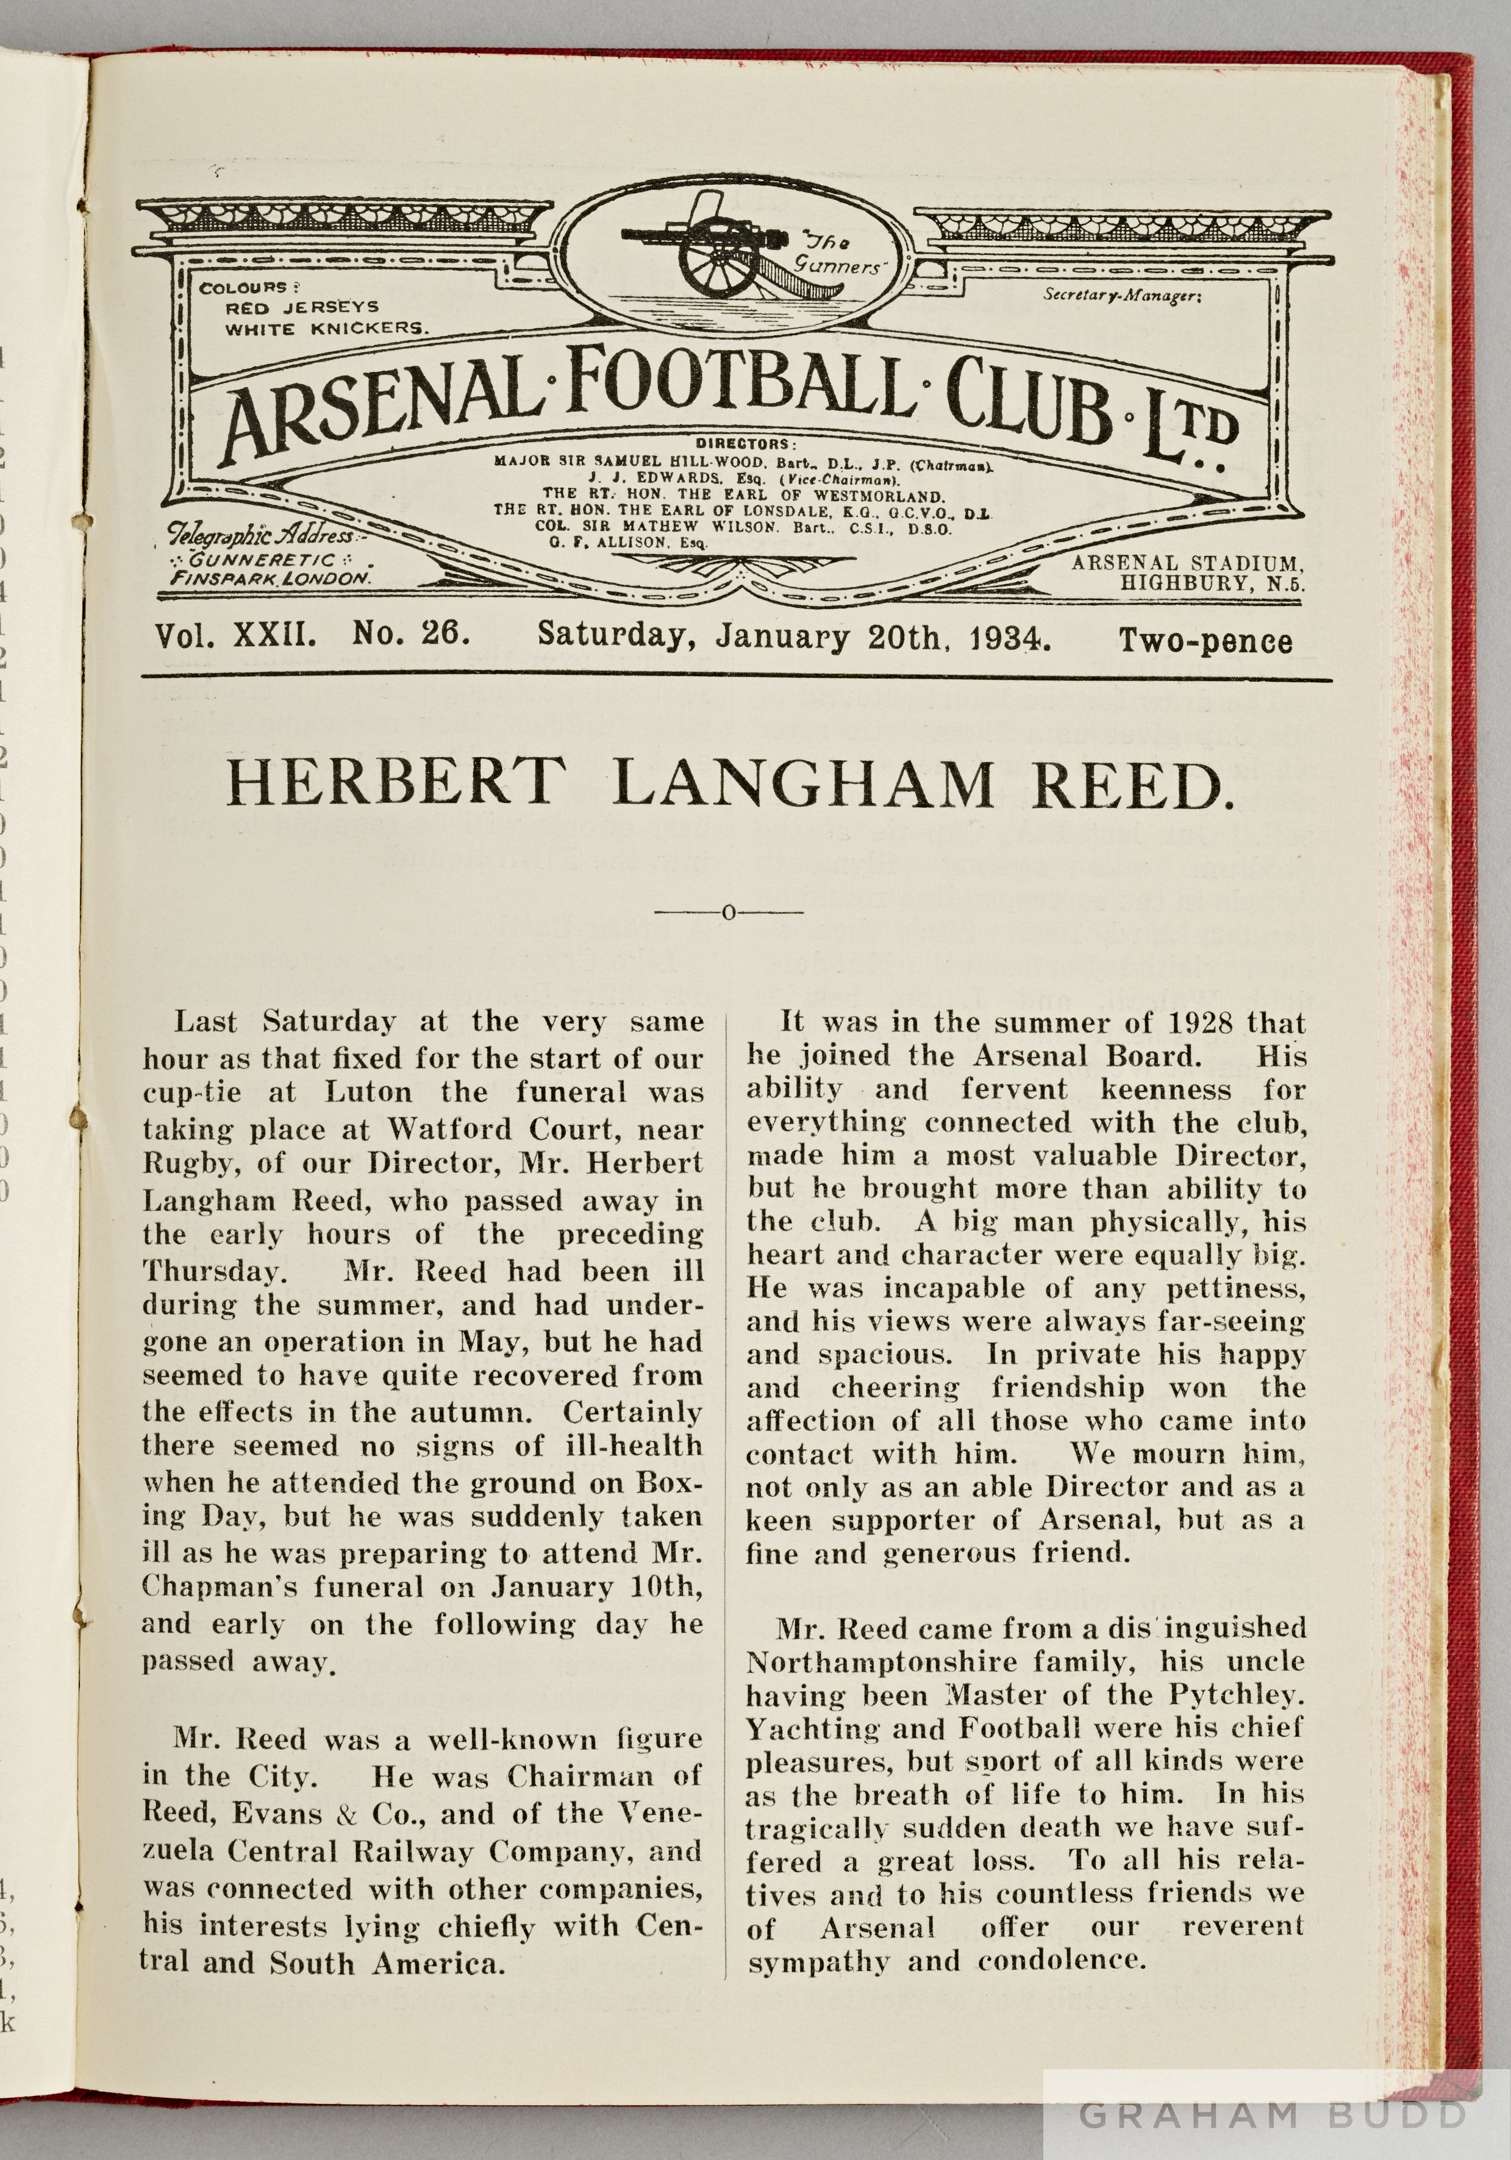 "The
Gunners"
COLOURS:
RED JERSEYS
WHITE KNICKERS.
Secretary-Manager:
ARSENAL · FOOTBALL · CLUB · LTD.
DIRECTORS:
MAJOR SIR SAMUEL HILL-WOOD, Bart., D.L., J.P. (Chairman).
J. J. EDWARDS, Esq. (Vice-Chairman).
THE RT. HON. THE EARL OF WESTMORLAND.
THE RT. HON. THE EARL OF LONSDALE, K.G., G.C.V.O., D.L
COL. SIR MATHEW WILSON. Bart., C.S.I., D.S.O.
G. F. ALLISON, Esq.
Telegraphic Address:-
GUNNERETIC
FINSPARK, LONDON.
ARSENAL STADIUM,
HIGHBURY, N.5.
Vol. XXII. No. 26. Saturday, January 20th, 1934. Two-pence
HERBERT LANGHAM REED.
Last Saturday at the very same
hour as that fixed for the start of our
cup-tie at Luton the funeral was
taking place at Watford Court, near
Rugby, of our Director, Mr. Herbert
Langham Reed, who passed away in
the early hours of the preceding
Thursday. Mr. Reed had been ill
during the summer, and had under-
gone an operation in May, but he had
seemed to have quite recovered from
the effects in the autumn. Certainly
there seemed no signs of ill-health
when he attended the ground on Box-
ing Day, but he was suddenly taken
ill as he was preparing to attend Mr.
Chapman's funeral on January 10th,
and early on the following day he
passed away.
Mr. Reed was a well-known figure
in the City. He was Chairman of
Reed, Evans & Co., and of the Vene-
zuela Central Railway Company, and
was connected with other companies,
his interests lying chiefly with Cen-
tral and South America.
It was in the summer of 1928 that
he joined the Arsenal Board. His
ability and fervent keenness for
everything connected with the club,
made him a most valuable Director,
but he brought more than ability to
the club. A big man physically, his
heart and character were equally big.
He was incapable of any pettiness,
and his views were always far-seeing
and spacious. In private his happy
and cheering friendship won the
affection of all those who came into
contact with him. We mourn him,
not only as an able Director and as a
keen supporter of Arsenal, but as a
fine and generous friend.
Mr. Reed came from a dis inguished
Northamptonshire family, his uncle
having been Master of the Pytchley.
Yachting and Football were his chief
pleasures, but sport of all kinds were
as the breath of life to him. In his
tragically sudden death we have suf-
fered a great loss. To all his rela-
tives and to his countless friends we
of Arsenal offer our reverent
sympathy and condolence.
GRAHAM BUDD